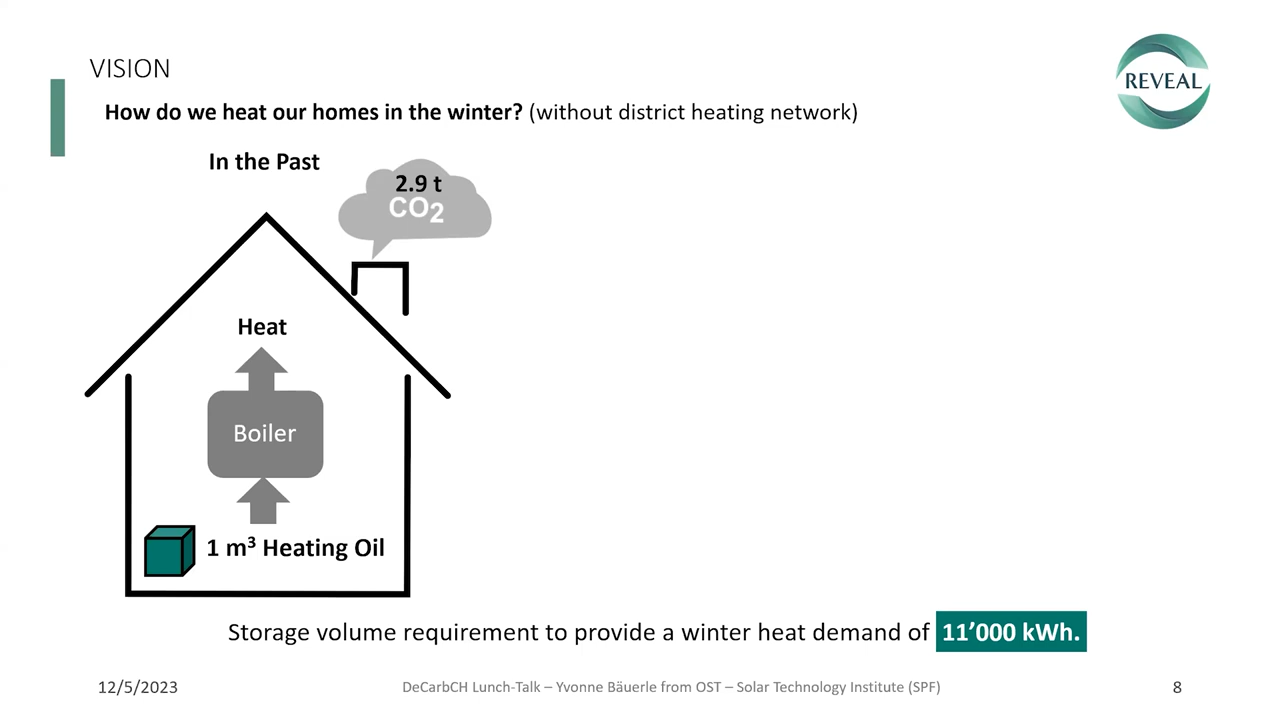 VISION
REVEAL
How do we heat our homes in the winter? (without district heating network)
In the Past
2.9 t
CO₂
Heat
Boiler
1 m³ Heating Oil
Storage volume requirement to provide a winter heat demand of 11’000 kWh.
12/5/2023
DeCarbCH Lunch-Talk – Yvonne Bäuerle from OST – Solar Technology Institute (SPF)
8